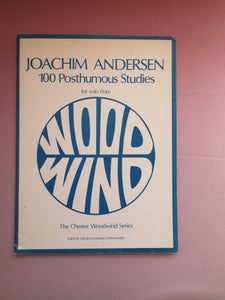 JOACHIM ANDERSEN
100 Posthumous Studies
for solo flute
WOOD
WIND
The Chester Woodwind Series